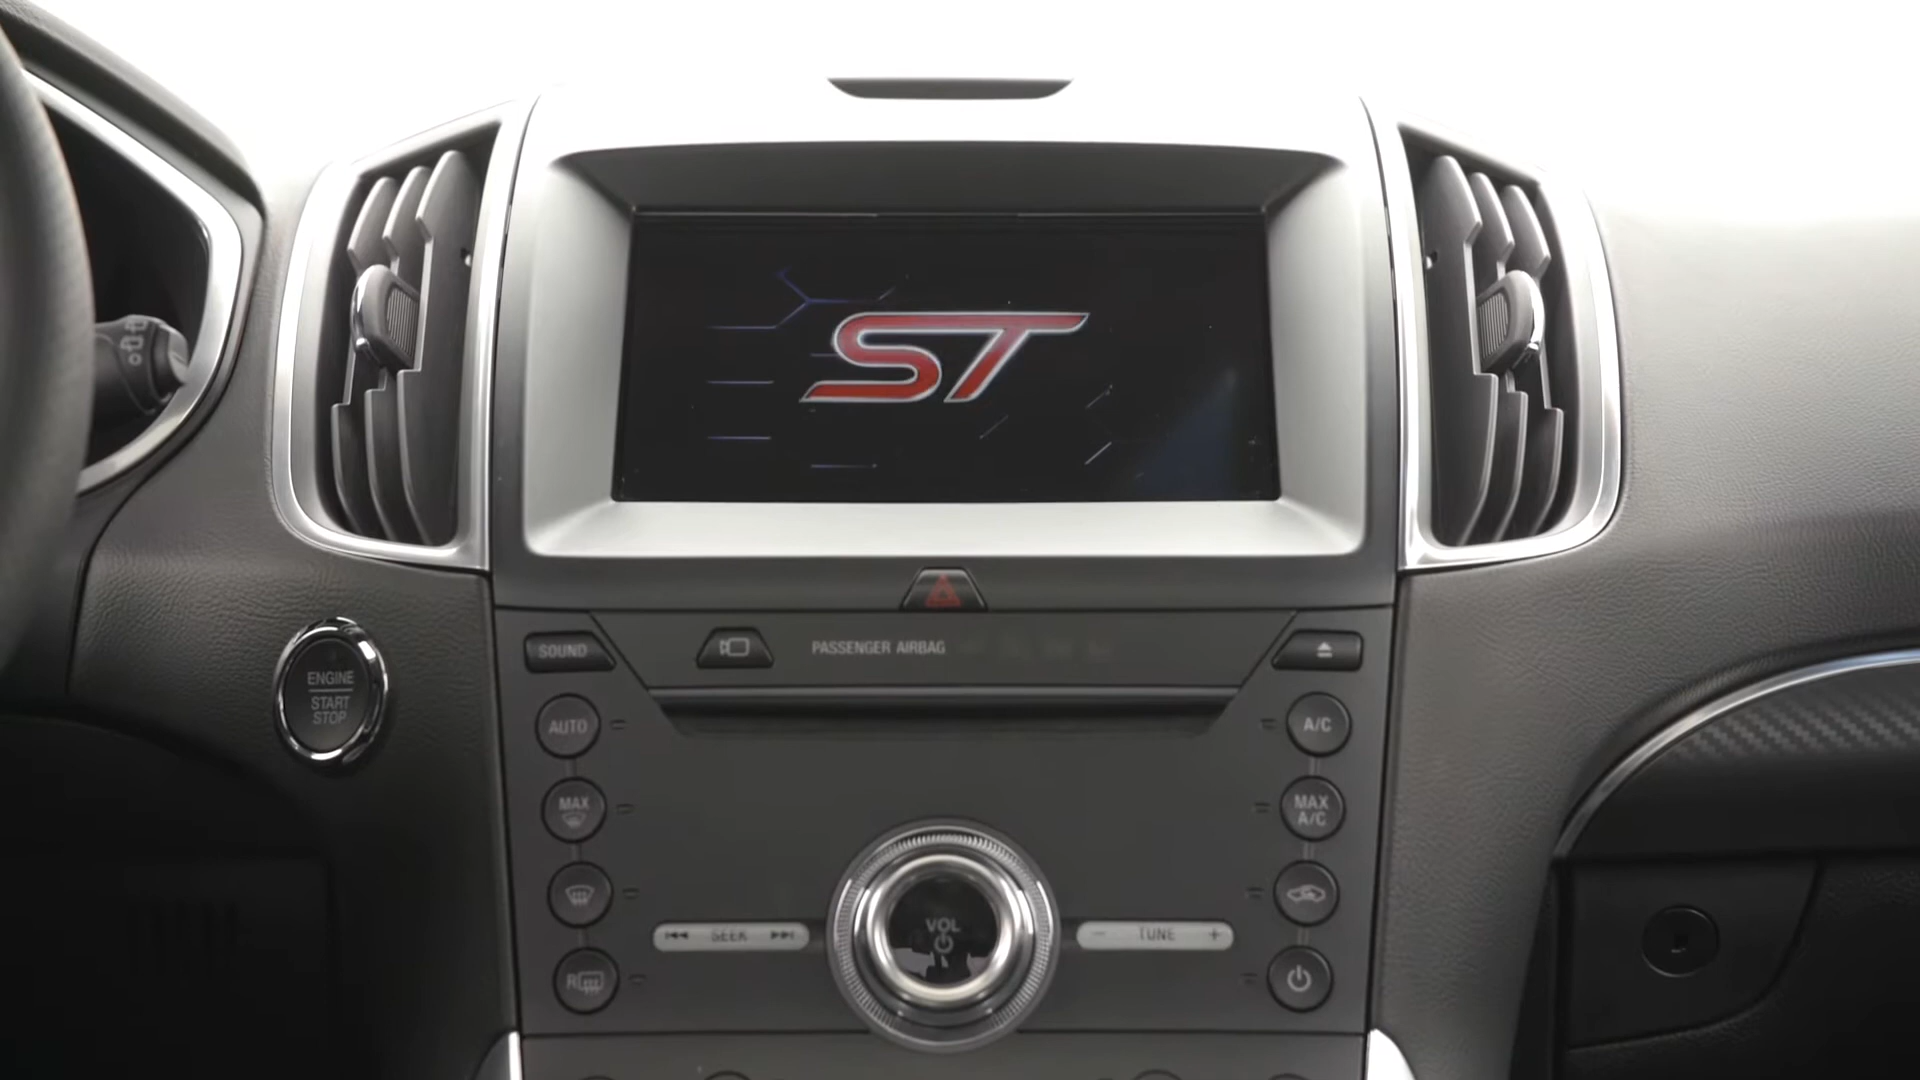 ST
SOUND
PASSENGER AIRBAG
ENGINE
START
STOP
AUTO
A/C
MAX
MAX
A/C
VOL
SEEK
− TUNE +
R